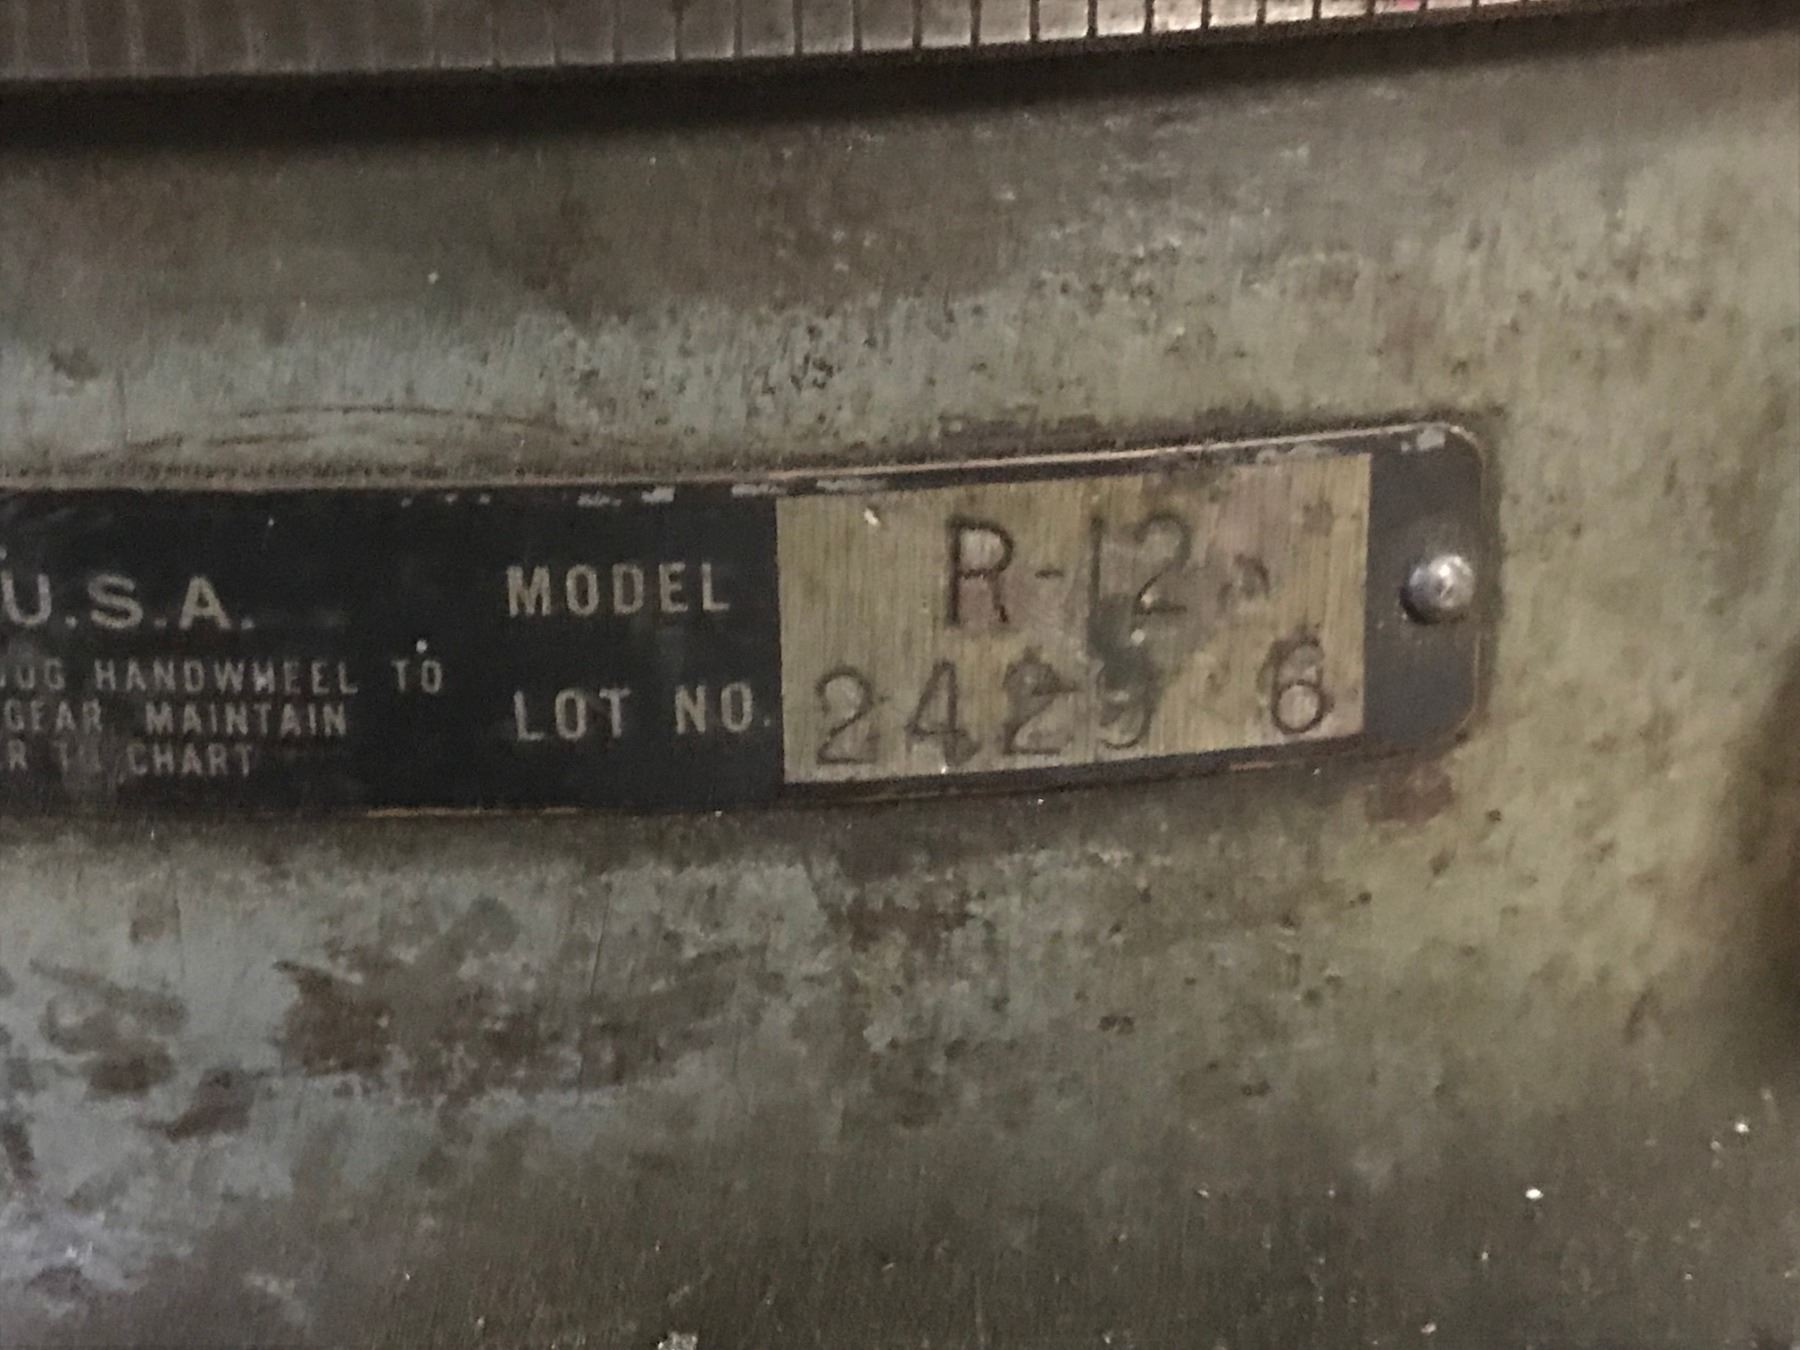 U.S.A.
MODEL R-12
HANDWHEEL TO
GEAR MAINTAIN
CHART
LOT NO. 6